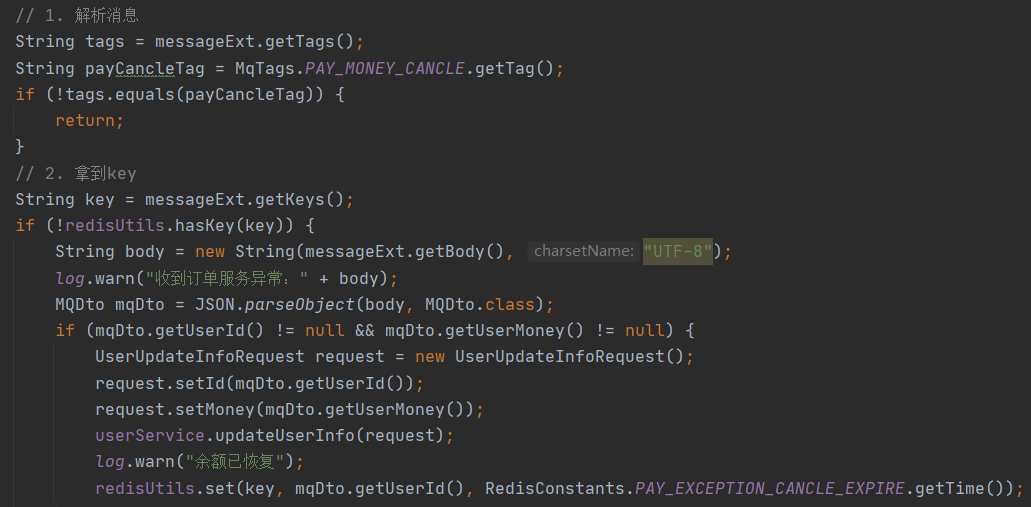 // 1. 解析消息
String tags = messageExt.getTags();
String payCancleTag = MqTags.PAY_MONEY_CANCLE.getTag();
if (!tags.equals(payCancleTag)) {
    return;
}
// 2. 拿到key
String key = messageExt.getKeys();
if (!redisUtils.hasKey(key)) {
    String body = new String(messageExt.getBody(), charsetName: "UTF-8");
    log.warn("收到订单服务异常：" + body);
    MQDto mqDto = JSON.parseObject(body, MQDto.class);
    if (mqDto.getUserId() != null && mqDto.getUserMoney() != null) {
        UserUpdateInfoRequest request = new UserUpdateInfoRequest();
        request.setId(mqDto.getUserId());
        request.setMoney(mqDto.getUserMoney());
        userService.updateUserInfo(request);
        log.warn("余额已恢复");
        redisUtils.set(key, mqDto.getUserId(), RedisConstants.PAY_EXCEPTION_CANCLE_EXPIRE.getTime());